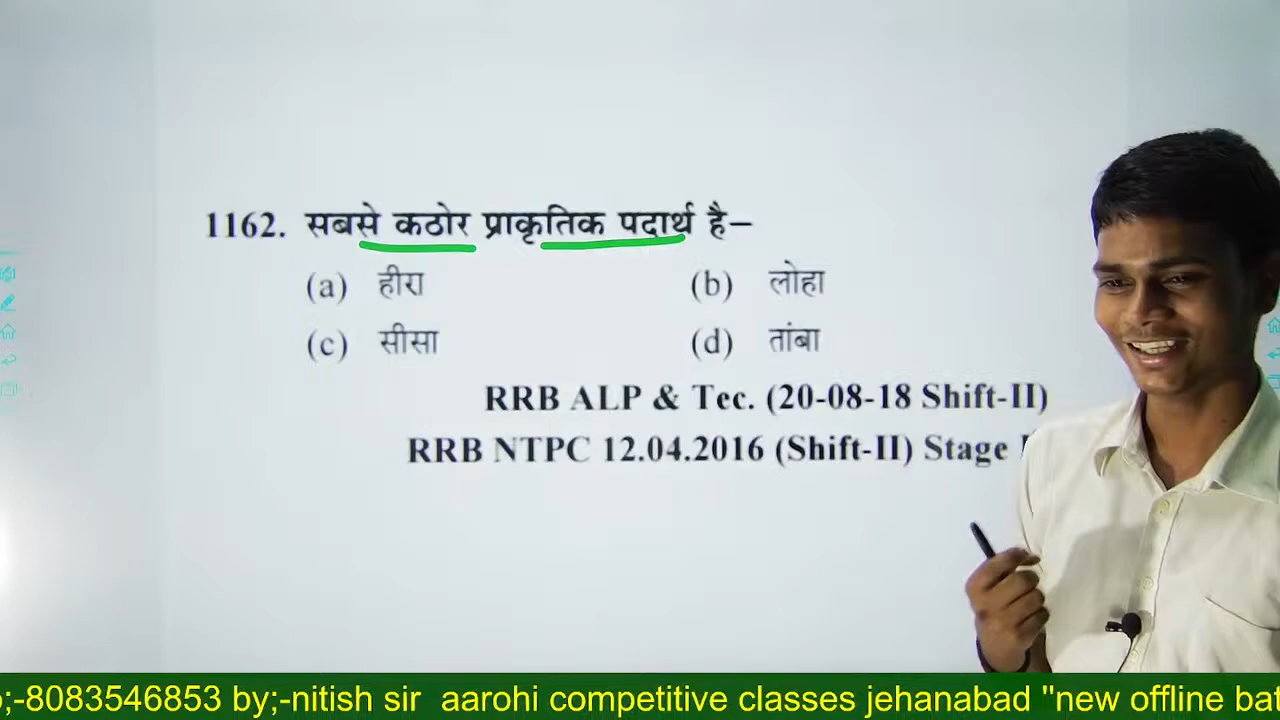 1162. सबसे कठोर प्राकृतिक पदार्थ है–
(a) हीरा (b) लोहा
(c) सीसा (d) तांबा
RRB ALP & Tec. (20-08-18 Shift-II)
RRB NTPC 12.04.2016 (Shift-II) Stage
;-8083546853 by;-nitish sir aarohi competitive classes jehanabad "new offline bat